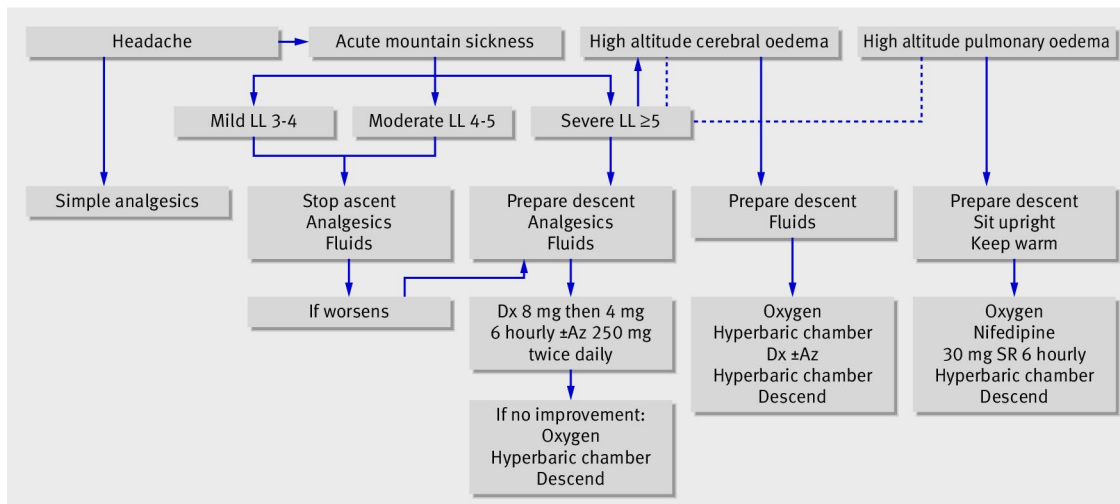 Headache
Acute mountain sickness
High altitude cerebral oedema
High altitude pulmonary oedema
Mild LL 3-4
Moderate LL 4-5
Severe LL ≥5
Simple analgesics
Stop ascent
Analgesics
Fluids
Prepare descent
Analgesics
Fluids
Prepare descent
Fluids
Prepare descent
Sit upright
Keep warm
If worsens
Dx 8 mg then 4 mg
6 hourly ±Az 250 mg
twice daily
Oxygen
Hyperbaric chamber
Dx ±Az
Hyperbaric chamber
Descend
Oxygen
Nifedipine
30 mg SR 6 hourly
Hyperbaric chamber
Descend
If no improvement:
Oxygen
Hyperbaric chamber
Descend